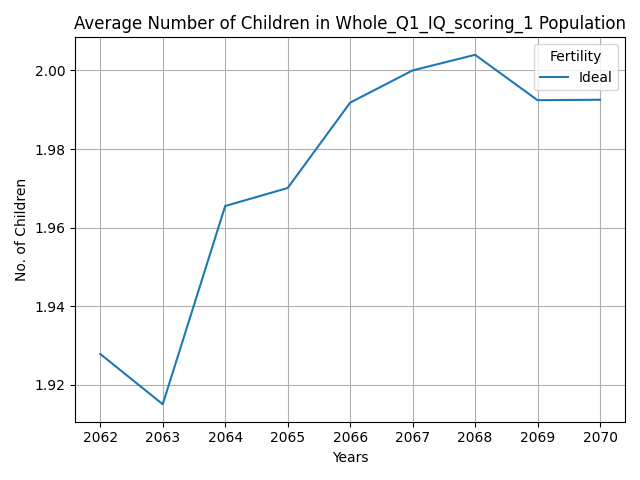 Average Number of Children in Whole_Q1_IQ_scoring_1 Population
Fertility
Ideal
No. of Children
2.00
1.98
1.96
1.94
1.92
2062 2063 2064 2065 2066 2067 2068 2069 2070
Years